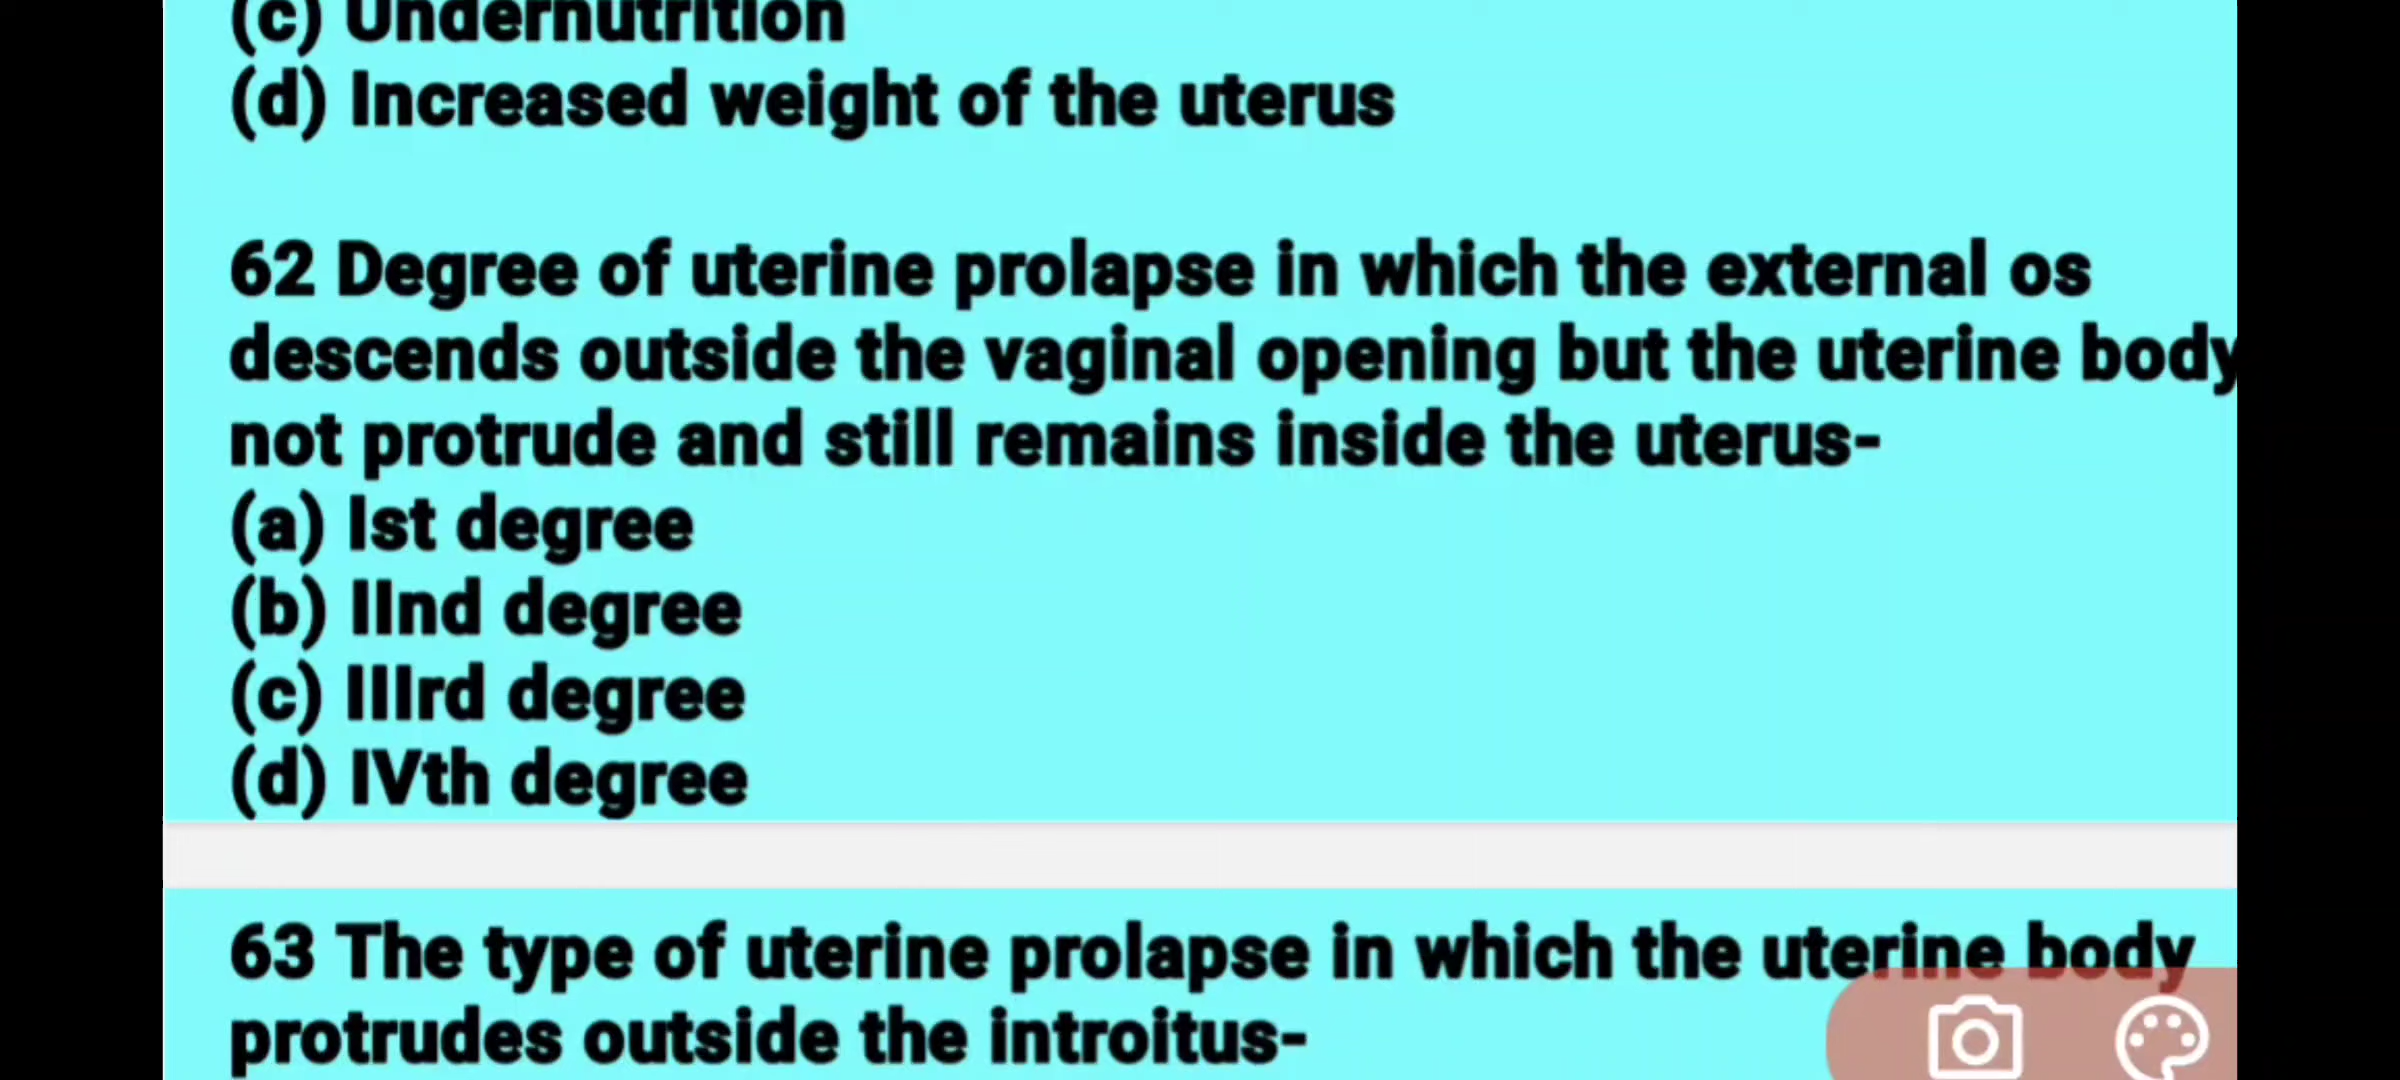 (c) Undernutrition
(d) Increased weight of the uterus
62 Degree of uterine prolapse in which the external os
descends outside the vaginal opening but the uterine body
not protrude and still remains inside the uterus-
(a) Ist degree
(b) IInd degree
(c) IIIrd degree
(d) IVth degree
63 The type of uterine prolapse in which the uterine body
protrudes outside the introitus-